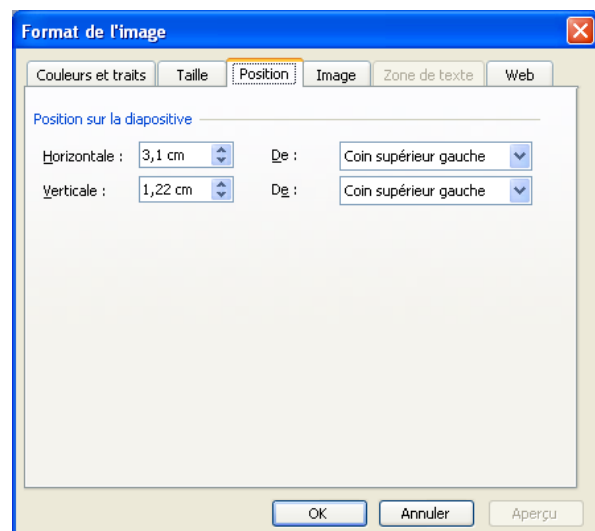 Format de l'image
Couleurs et traits Taille Position Image Zone de texte Web
Position sur la diapositive
Horizontale : 3,1 cm De : Coin supérieur gauche
Verticale : 1,22 cm De : Coin supérieur gauche
OK Annuler Aperçu